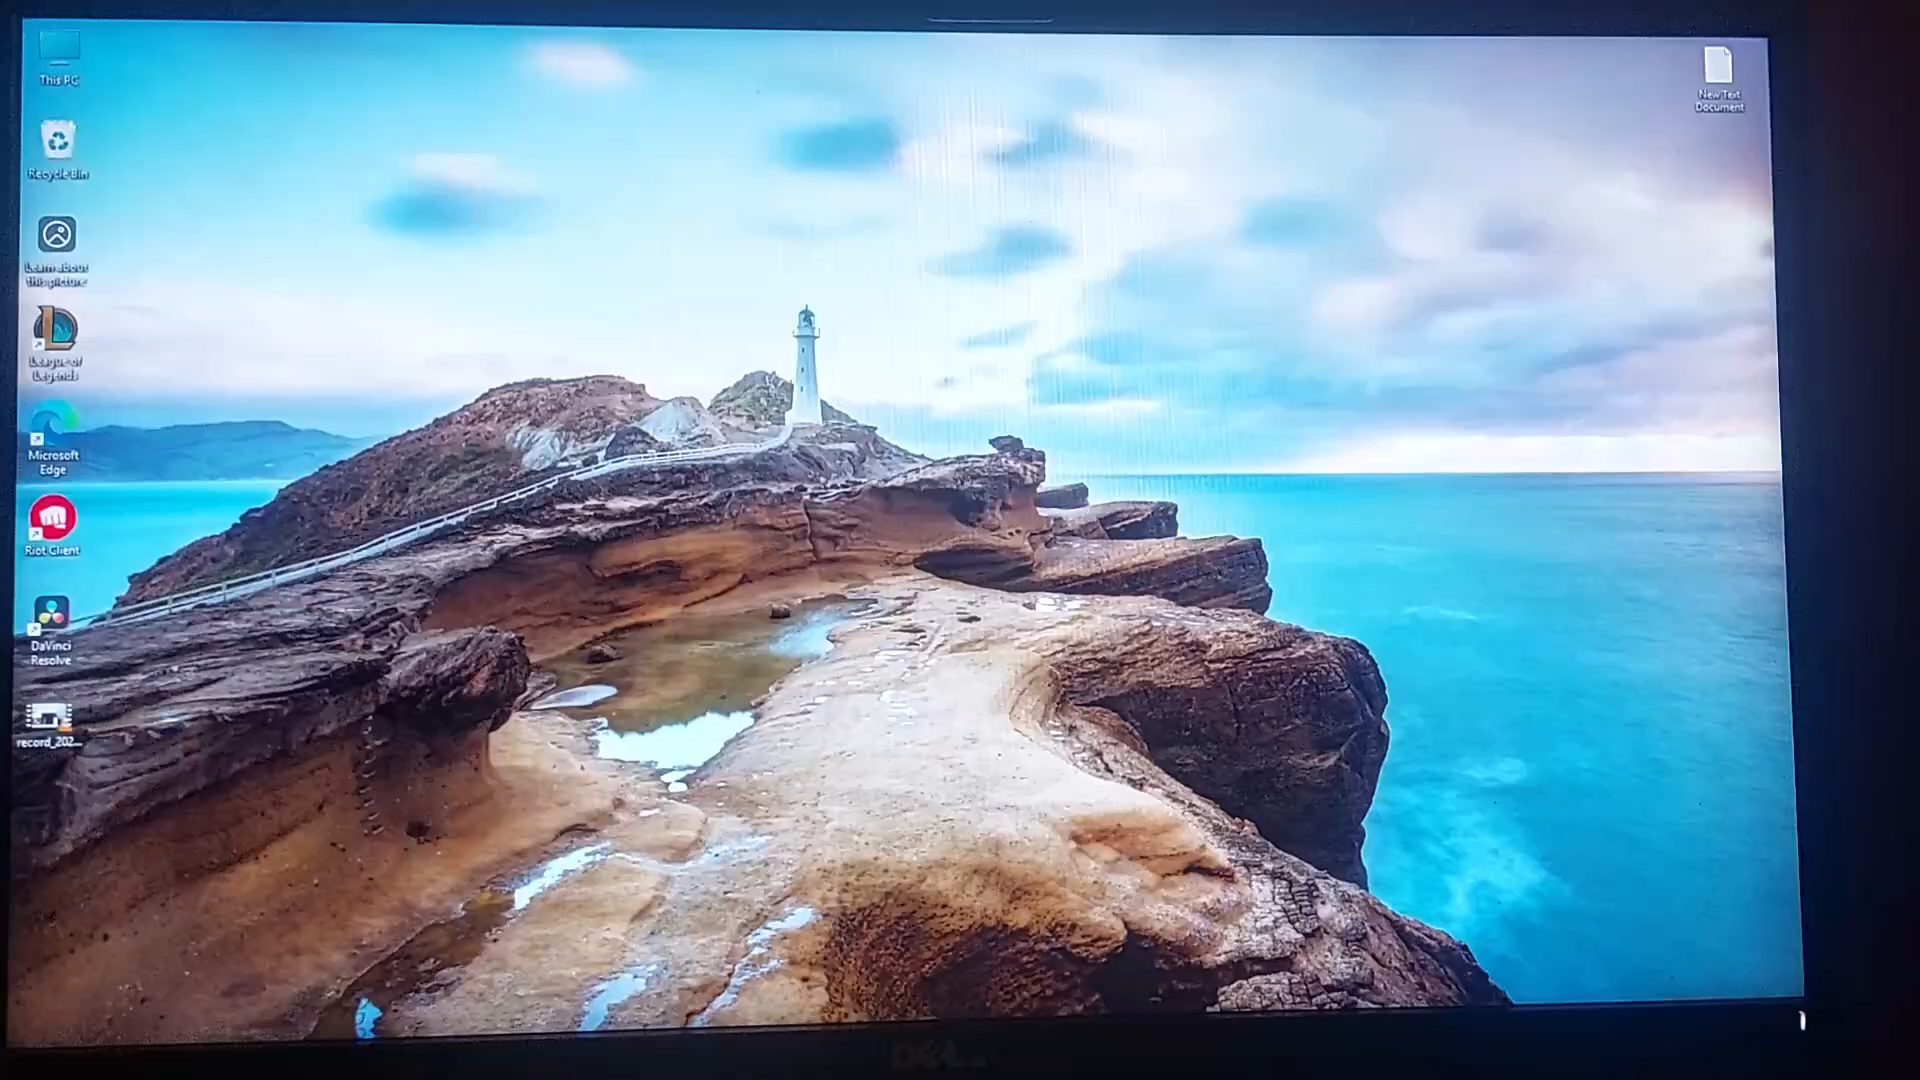 This PC
Recycle Bin
Learn about
this picture
League of
Legends
Microsoft
Edge
Riot Client
DaVinci
Resolve
record_202...
New Text
Document
DELL